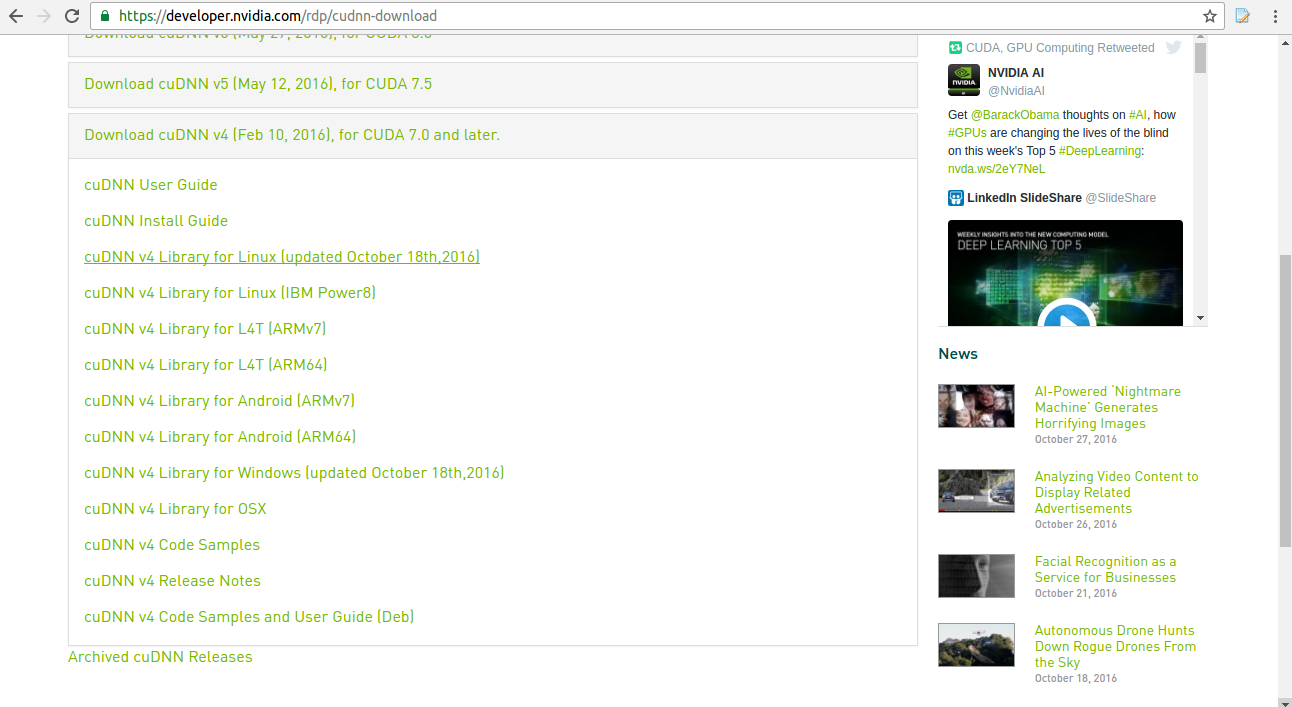 https://developer.nvidia.com/rdp/cudnn-download
Download cuDNN v5 (May 12, 2016), for CUDA 7.5
Download cuDNN v4 (Feb 10, 2016), for CUDA 7.0 and later.
cuDNN User Guide
cuDNN Install Guide
cuDNN v4 Library for Linux (updated October 18th,2016)
cuDNN v4 Library for Linux (IBM Power8)
cuDNN v4 Library for L4T (ARMv7)
cuDNN v4 Library for L4T (ARM64)
cuDNN v4 Library for Android (ARMv7)
cuDNN v4 Library for Android (ARM64)
cuDNN v4 Library for Windows (updated October 18th,2016)
cuDNN v4 Library for OSX
cuDNN v4 Code Samples
cuDNN v4 Release Notes
cuDNN v4 Code Samples and User Guide (Deb)
Archived cuDNN Releases
CUDA, GPU Computing Retweeted
NVIDIA
NVIDIA AI
@NvidiaAI
Get @BarackObama thoughts on #AI, how
#GPUs are changing the lives of the blind
on this week's Top 5 #DeepLearning:
nvda.ws/2eY7NeL
LinkedIn SlideShare @SlideShare
WEEKLY INSIGHTS INTO THE NEW COMPUTING MODEL
DEEP LEARNING TOP 5
News
AI-Powered ‘Nightmare
Machine’ Generates
Horrifying Images
October 27, 2016
Analyzing Video Content to
Display Related
Advertisements
October 26, 2016
Facial Recognition as a
Service for Businesses
October 21, 2016
Autonomous Drone Hunts
Down Rogue Drones From
the Sky
October 18, 2016